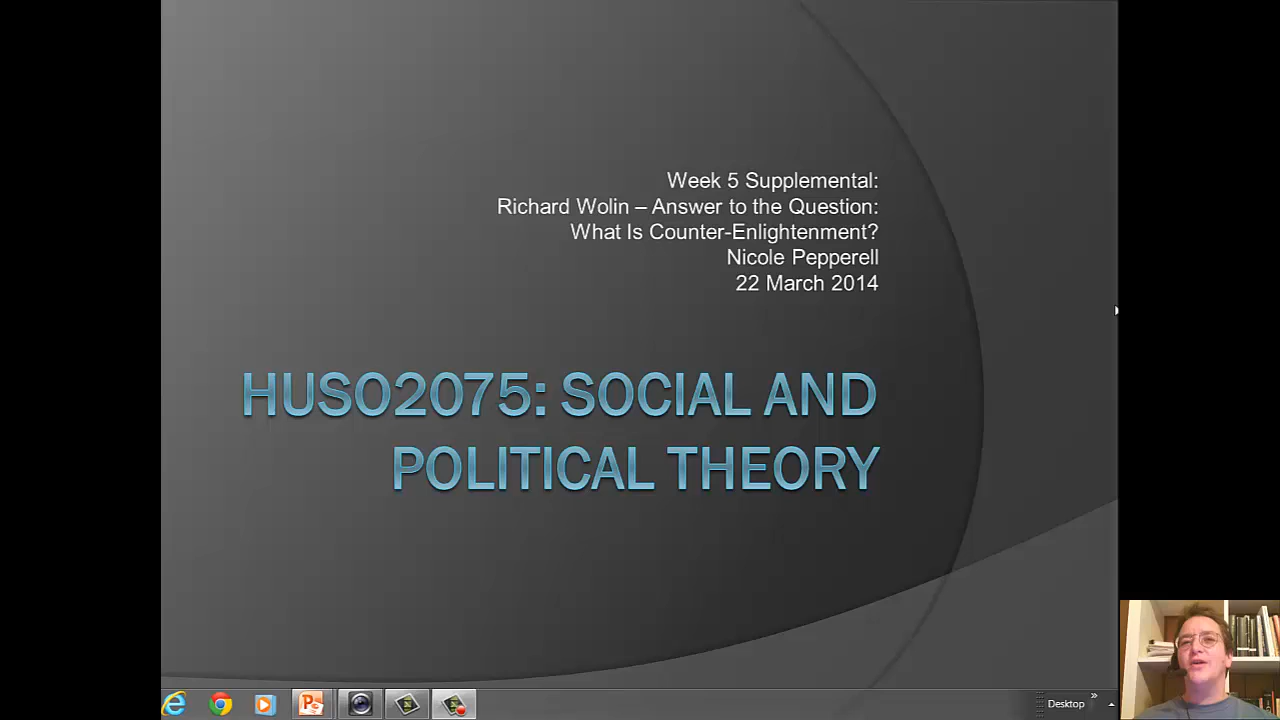 Week 5 Supplemental:
Richard Wolin – Answer to the Question:
What Is Counter-Enlightenment?
Nicole Pepperell
22 March 2014
HUSO2075: SOCIAL AND
POLITICAL THEORY
Desktop